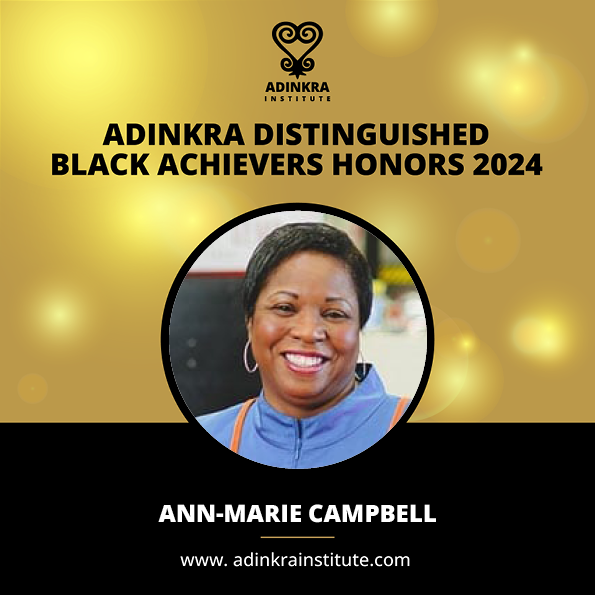 ADINKRA
INSTITUTE
ADINKRA DISTINGUISHED
BLACK ACHIEVERS HONORS 2024
ANN-MARIE CAMPBELL
www. adinkrainstitute.com